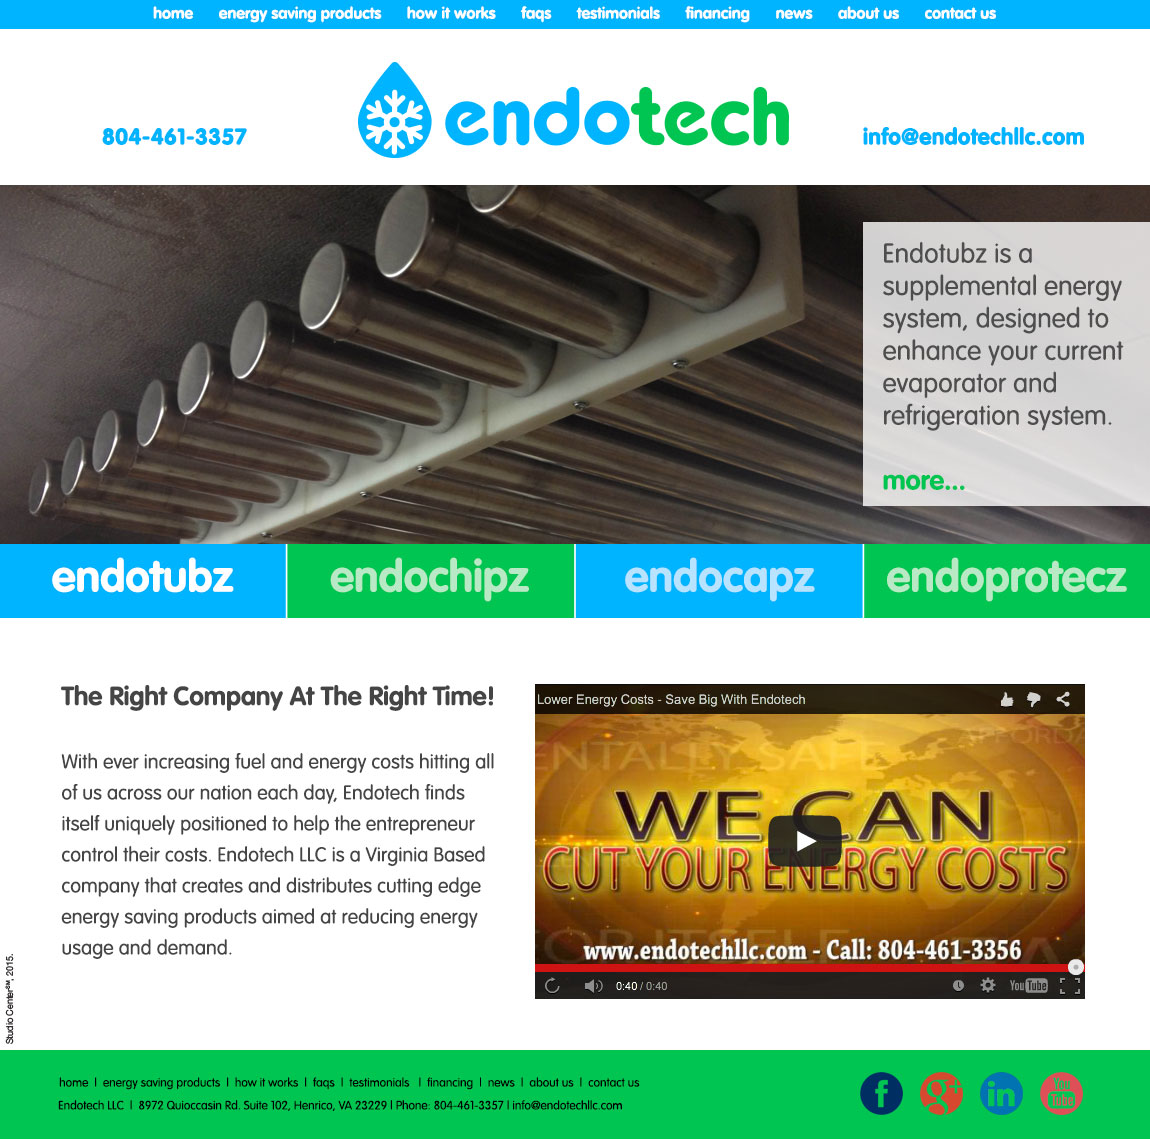 home energy saving products how it works faqs testimonials financing news about us contact us
804-461-3357
endotech
info@endotechllc.com
Endotubz is a
supplemental energy
system, designed to
enhance your current
evaporator and
refrigeration system.
more...
endotubz endochipz endocapz endoprotecz
The Right Company At The Right Time!
With ever increasing fuel and energy costs hitting all
of us across our nation each day, Endotech finds
itself uniquely positioned to help the entrepreneur
control their costs. Endotech LLC is a Virginia Based
company that creates and distributes cutting edge
energy saving products aimed at reducing energy
usage and demand.
Lower Energy Costs - Save Big With Endotech
ENTALLY SAFE
AFFORDA
WE CAN
CUT YOUR ENERGY COSTS
FOR ITSELF
www.endotechllc.com - Call: 804-461-3356
0:40 / 0:40
YouTube
Studio Center℠, 2015.
home | energy saving products | how it works | faqs | testimonials | financing | news | about us | contact us
Endotech LLC | 8972 Quioccasin Rd. Suite 102, Henrico, VA 23229 | Phone: 804-461-3357 | info@endotechllc.com
f g+ in You Tube